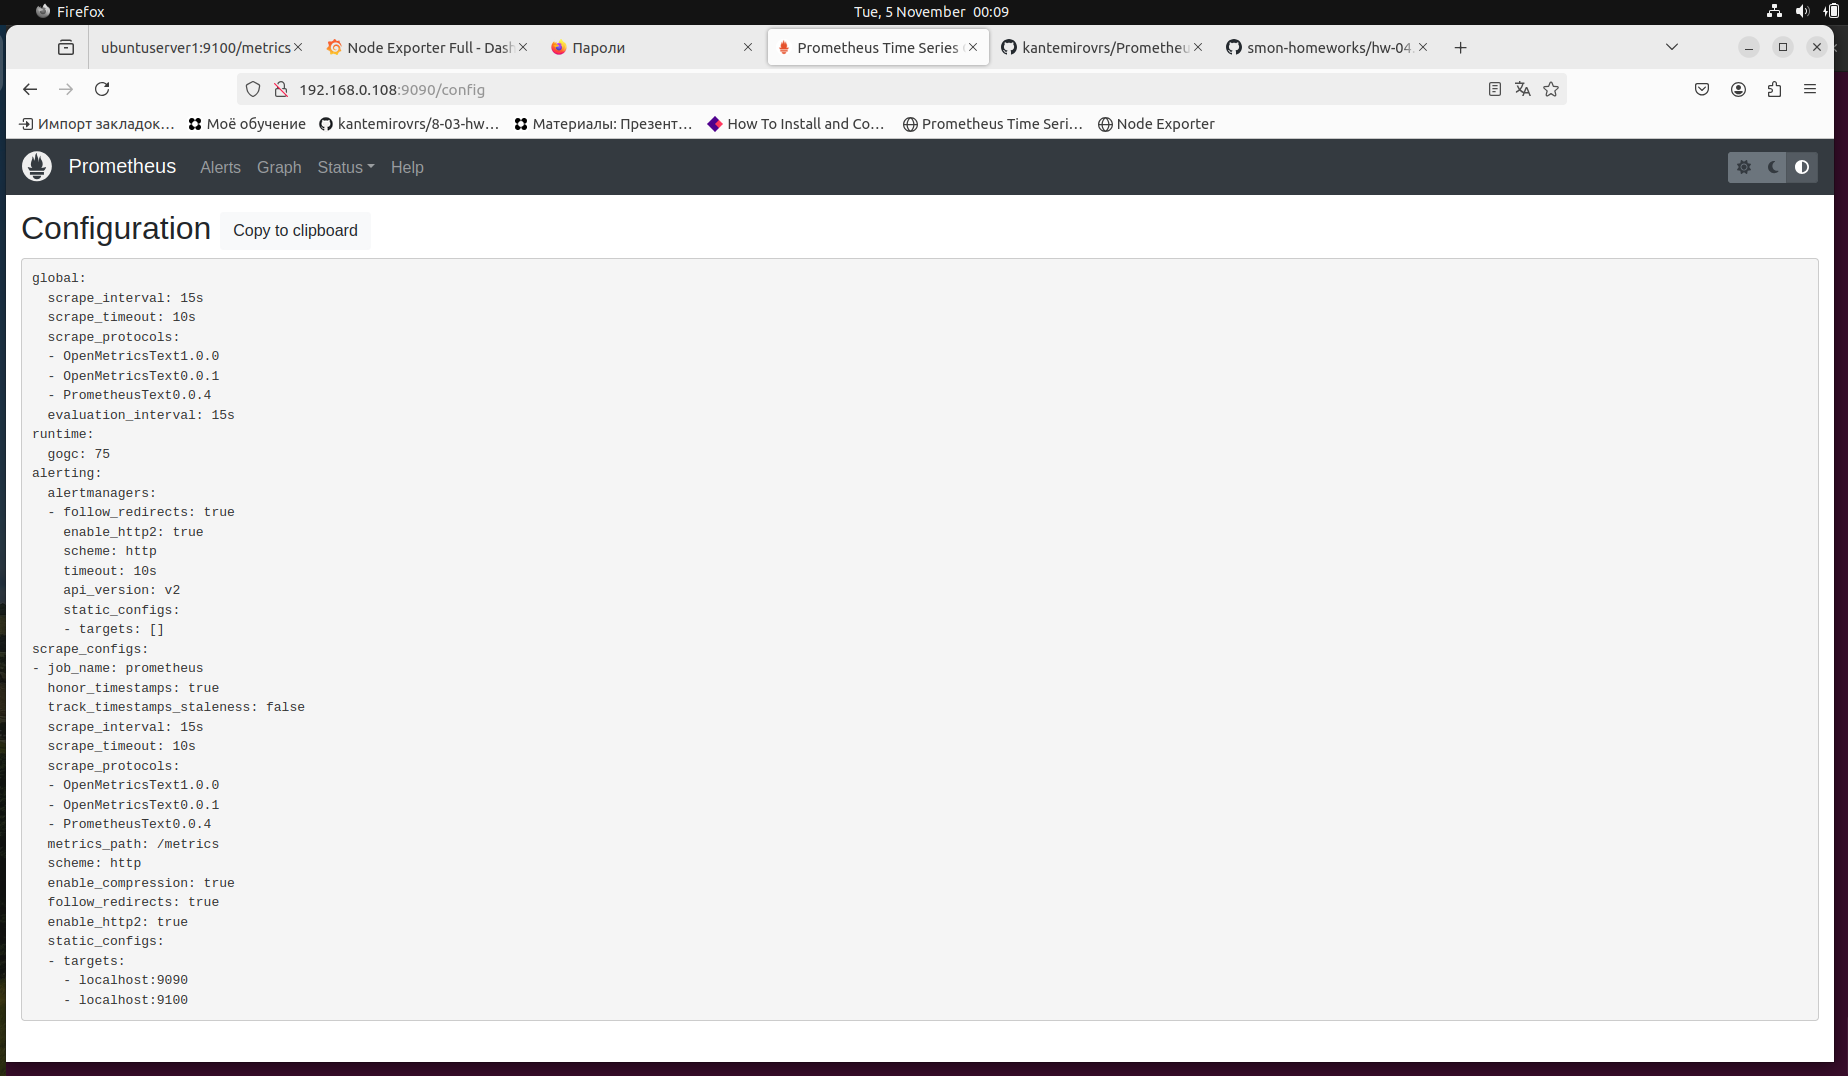 Firefox
Tue, 5 November 00:09
ubuntuserver1:9100/metrics
Node Exporter Full - Dash
Пароли
Prometheus Time Series
kantemirovrs/Prometheu
smon-homeworks/hw-04.
192.168.0.108:9090/config
Импорт закладок…
Моё обучение
kantemirovrs/8-03-hw…
Материалы: Презент…
How To Install and Co…
Prometheus Time Seri…
Node Exporter
Prometheus
Alerts
Graph
Status
Help
Configuration
Copy to clipboard
global:
  scrape_interval: 15s
  scrape_timeout: 10s
  scrape_protocols:
  - OpenMetricsText1.0.0
  - OpenMetricsText0.0.1
  - PrometheusText0.0.4
  evaluation_interval: 15s
runtime:
  gogc: 75
alerting:
  alertmanagers:
  - follow_redirects: true
    enable_http2: true
    scheme: http
    timeout: 10s
    api_version: v2
    static_configs:
    - targets: []
scrape_configs:
- job_name: prometheus
  honor_timestamps: true
  track_timestamps_staleness: false
  scrape_interval: 15s
  scrape_timeout: 10s
  scrape_protocols:
  - OpenMetricsText1.0.0
  - OpenMetricsText0.0.1
  - PrometheusText0.0.4
  metrics_path: /metrics
  scheme: http
  enable_compression: true
  follow_redirects: true
  enable_http2: true
  static_configs:
  - targets:
    - localhost:9090
    - localhost:9100